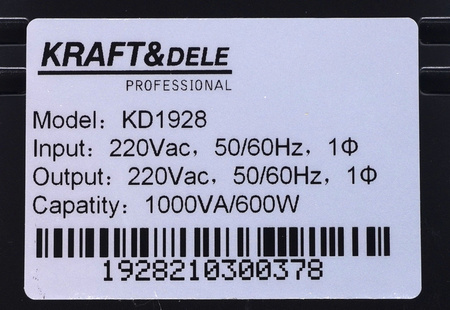 KRAFT&DELE
PROFESSIONAL
Model: KD1928
Input: 220Vac, 50/60Hz, 1Φ
Output: 220Vac, 50/60Hz, 1Φ
Capatity: 1000VA/600W
1928210300378